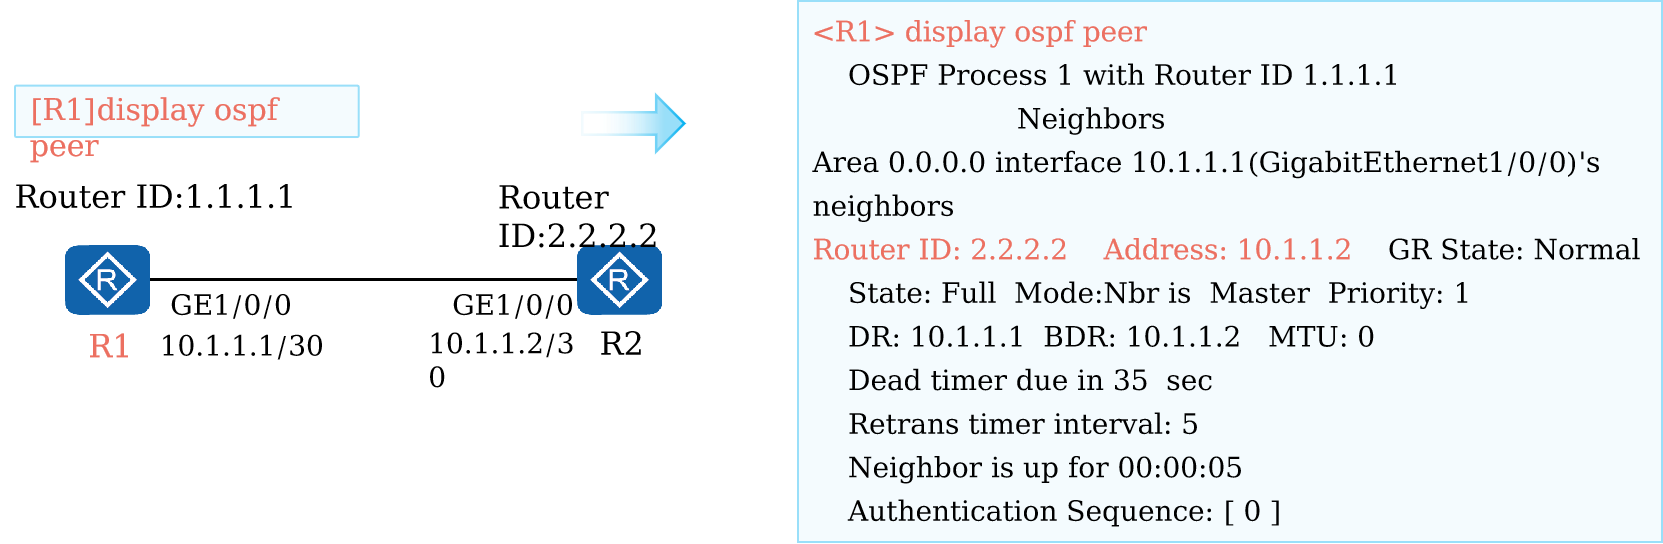 [R1]display ospf
peer
Router ID:1.1.1.1
Router
ID:2.2.2.2
R
R
GE1/0/0
GE1/0/0
10.1.1.1/30
10.1.1.2/3
0
R1
R2
<R1> display ospf peer
OSPF Process 1 with Router ID 1.1.1.1
Neighbors
Area 0.0.0.0 interface 10.1.1.1(GigabitEthernet1/0/0)'s
neighbors
Router ID: 2.2.2.2    Address: 10.1.1.2    GR State: Normal
State: Full  Mode:Nbr is  Master  Priority: 1
DR: 10.1.1.1  BDR: 10.1.1.2   MTU: 0
Dead timer due in 35  sec
Retrans timer interval: 5
Neighbor is up for 00:00:05
Authentication Sequence: [ 0 ]